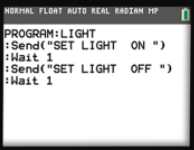 NORMAL FLOAT AUTO REAL RADIAN MP
PROGRAM:LIGHT
:Send("SET LIGHT  ON ")
:Wait 1
:Send("SET LIGHT  OFF ")
:Wait 1